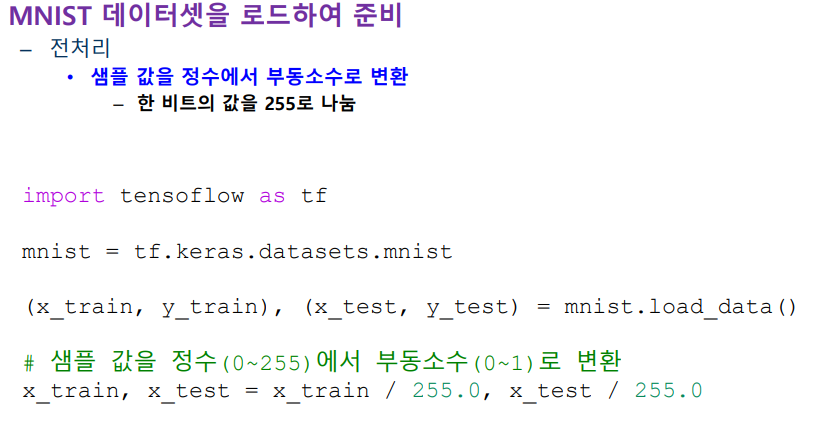 MNIST 데이터셋을 로드하여 준비
– 전처리
• 샘플 값을 정수에서 부동소수로 변환
– 한 비트의 값을 255로 나눔
import tensoflow as tf
mnist = tf.keras.datasets.mnist
(x_train, y_train), (x_test, y_test) = mnist.load_data()
# 샘플 값을 정수(0~255)에서 부동소수(0~1)로 변환
x_train, x_test = x_train / 255.0, x_test / 255.0